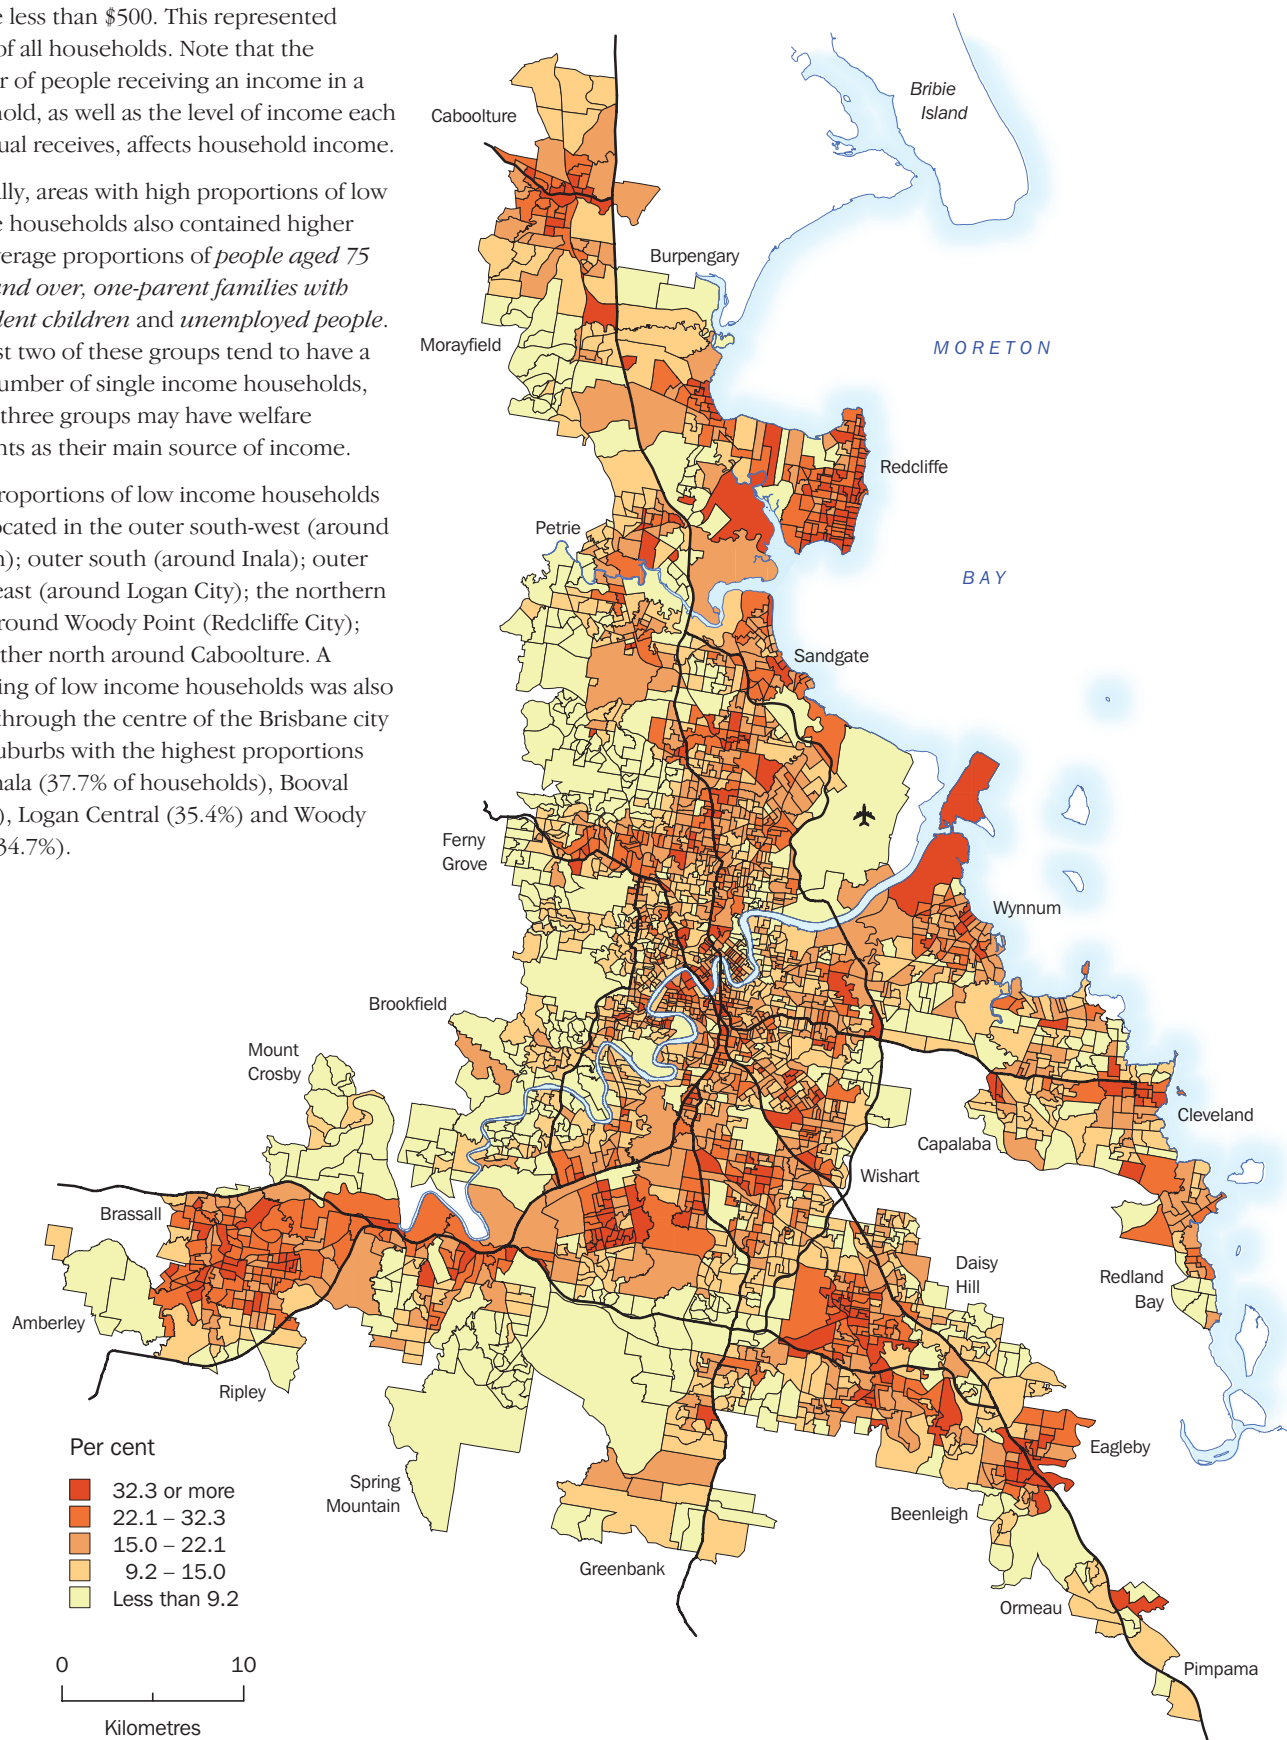 e less than $500. This represented
of all households. Note that the
r of people receiving an income in a
hold, as well as the level of income each
ual receives, affects household income.
lly, areas with high proportions of low
e households also contained higher
verage proportions of people aged 75
and over, one-parent families with
dent children and unemployed people.
st two of these groups tend to have a
umber of single income households,
three groups may have welfare
nts as their main source of income.
roportions of low income households
ocated in the outer south-west (around
n); outer south (around Inala); outer
east (around Logan City); the northern
round Woody Point (Redcliffe City);
ther north around Caboolture. A
ing of low income households was also
through the centre of the Brisbane city
uburbs with the highest proportions
nala (37.7% of households), Booval
), Logan Central (35.4%) and Woody
34.7%).
Caboolture
Bribie
Island
Burpengary
Morayfield
MORETON
Redcliffe
Petrie
BAY
Sandgate
Ferny
Grove
Wynnum
Brookfield
Mount
Crosby
Cleveland
Capalaba
Wishart
Brassall
Daisy
Hill
Redland
Bay
Amberley
Ripley
Eagleby
Spring
Mountain
Beenleigh
Greenbank
Ormeau
Pimpama
Per cent
32.3 or more
22.1 – 32.3
15.0 – 22.1
9.2 – 15.0
Less than 9.2
0 10
Kilometres